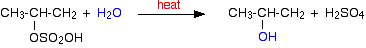 heat
CH3-CH-CH2 + H2O CH3-CH-CH2 + H2SO4
OSO2OH OH